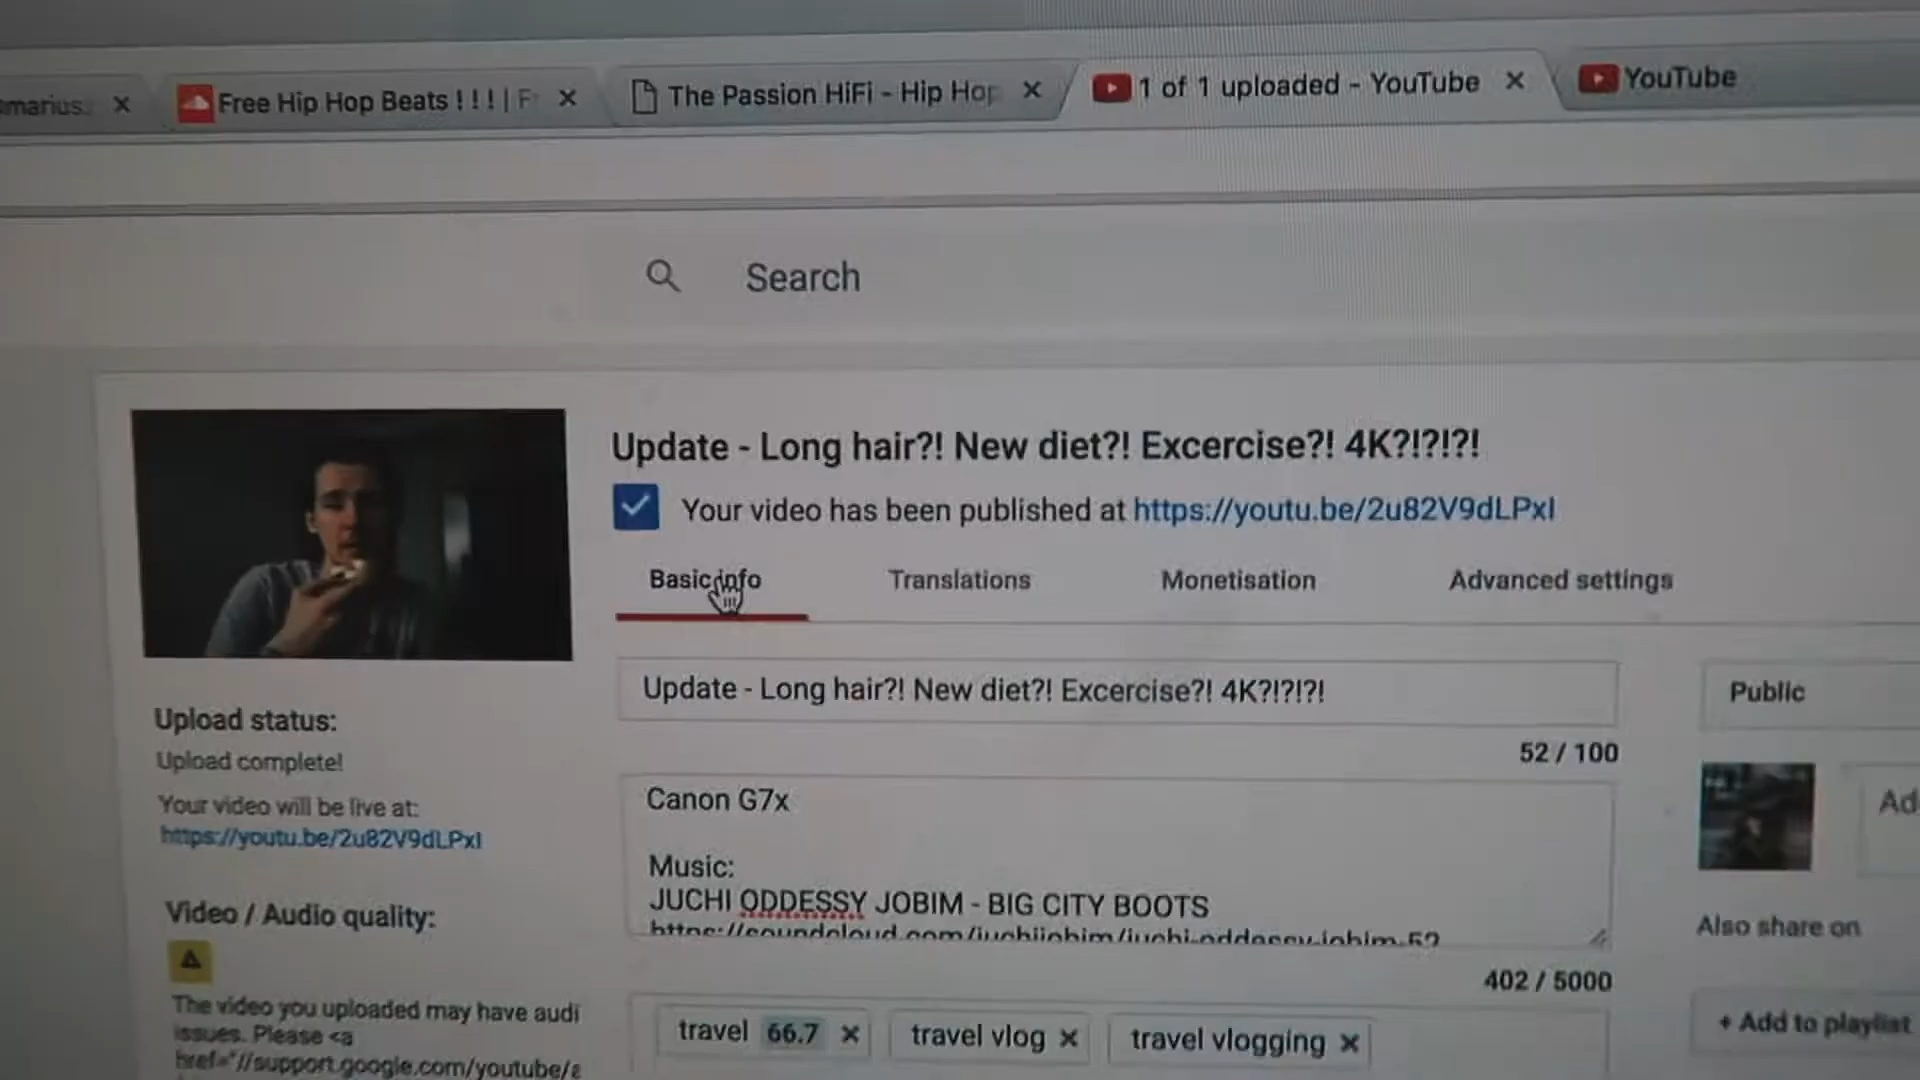 Free Hip Hop Beats ! ! ! | F
The Passion HiFi - Hip Hop
1 of 1 uploaded - YouTube
YouTube
Search
Update - Long hair?! New diet?! Excercise?! 4K?!?!?!
Your video has been published at https://youtu.be/2u82V9dLPxI
Basic info
Translations
Monetisation
Advanced settings
Update - Long hair?! New diet?! Excercise?! 4K?!?!?!
Public
52 / 100
Upload status:
Upload complete!
Your video will be live at:
https://youtu.be/2u82V9dLPxI
Canon G7x
Music:
JUCHI ODDESSY JOBIM - BIG CITY BOOTS
https://soundcloud.com/juchijobim/juchi-oddessy-jobim-52
402 / 5000
Ad
Also share on
+ Add to playlist
Video / Audio quality:
The video you uploaded may have audi
issues. Please <a
href="//support.google.com/youtube/a
travel 66.7
travel vlog
travel vlogging